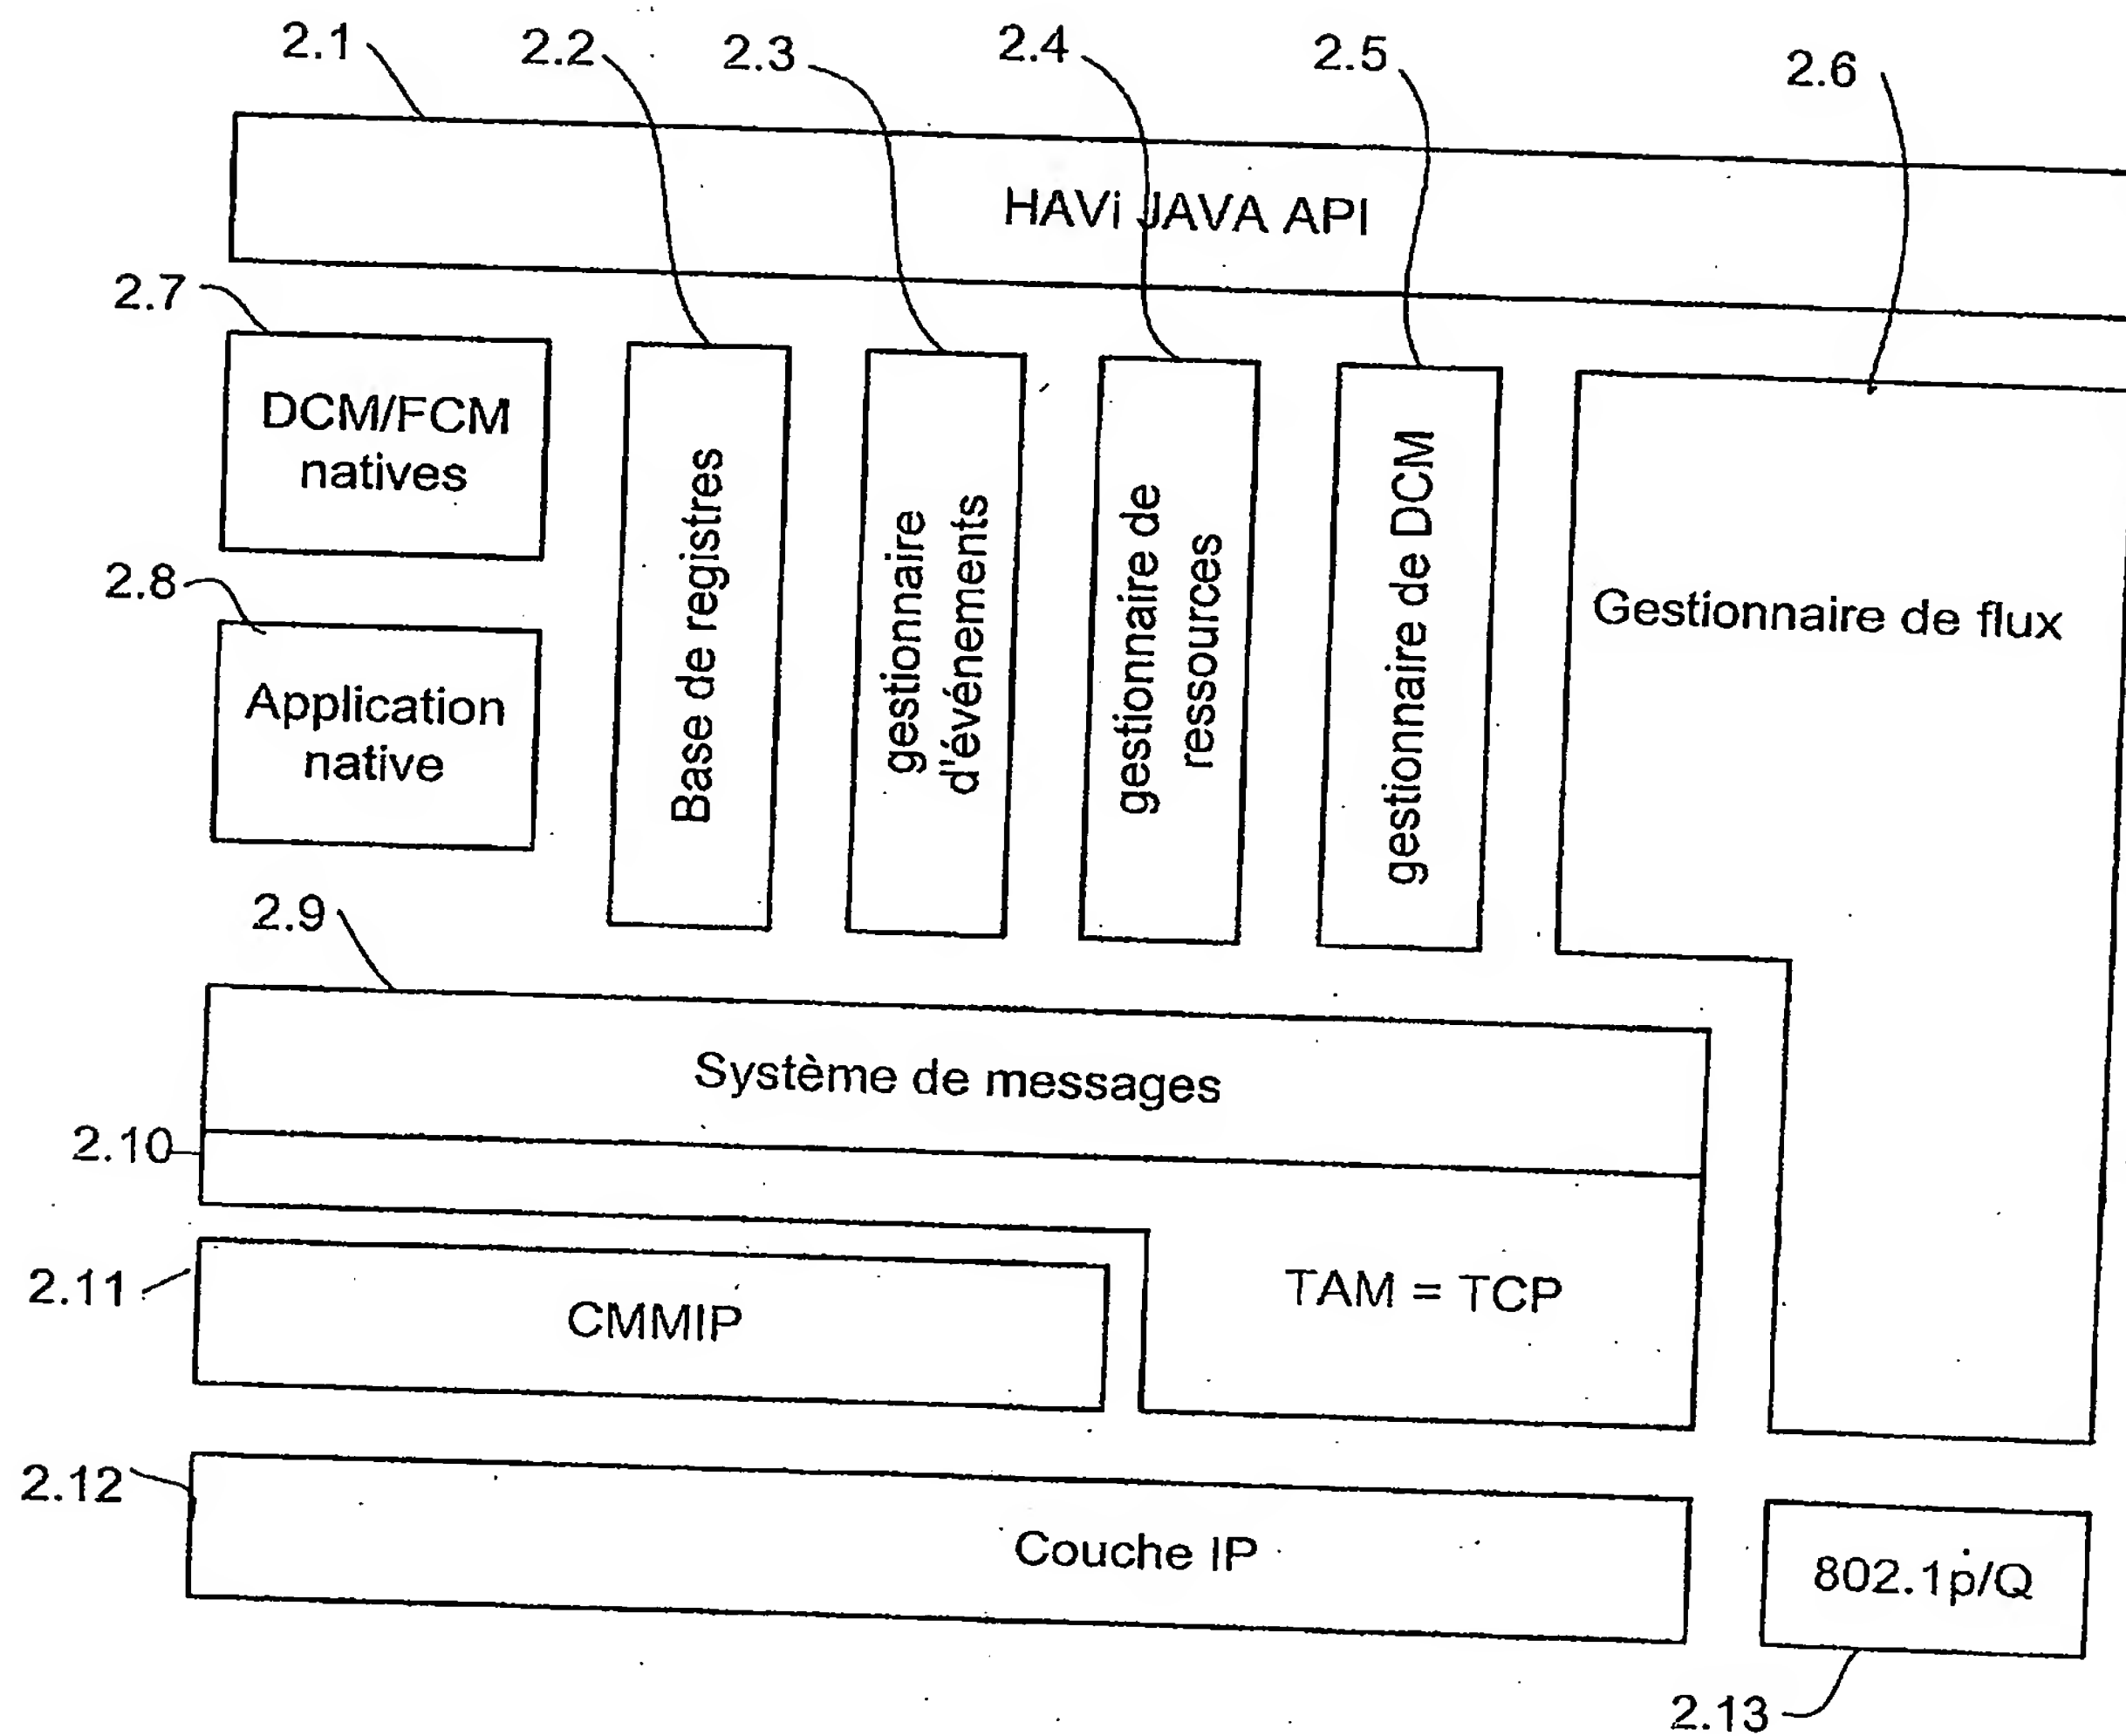 2.1
2.2
2.3
2.4
2.5
2.6
HAVi JAVA API
2.7
DCM/FCM
natives
2.8
Application
native
Base de registres
gestionnaire
d'événements
gestionnaire de
ressources
gestionnaire de DCM
Gestionnaire de flux
2.9
Système de messages
2.10
TAM = TCP
2.11
CMMIP
2.12
Couche IP
802.1p/Q
2.13